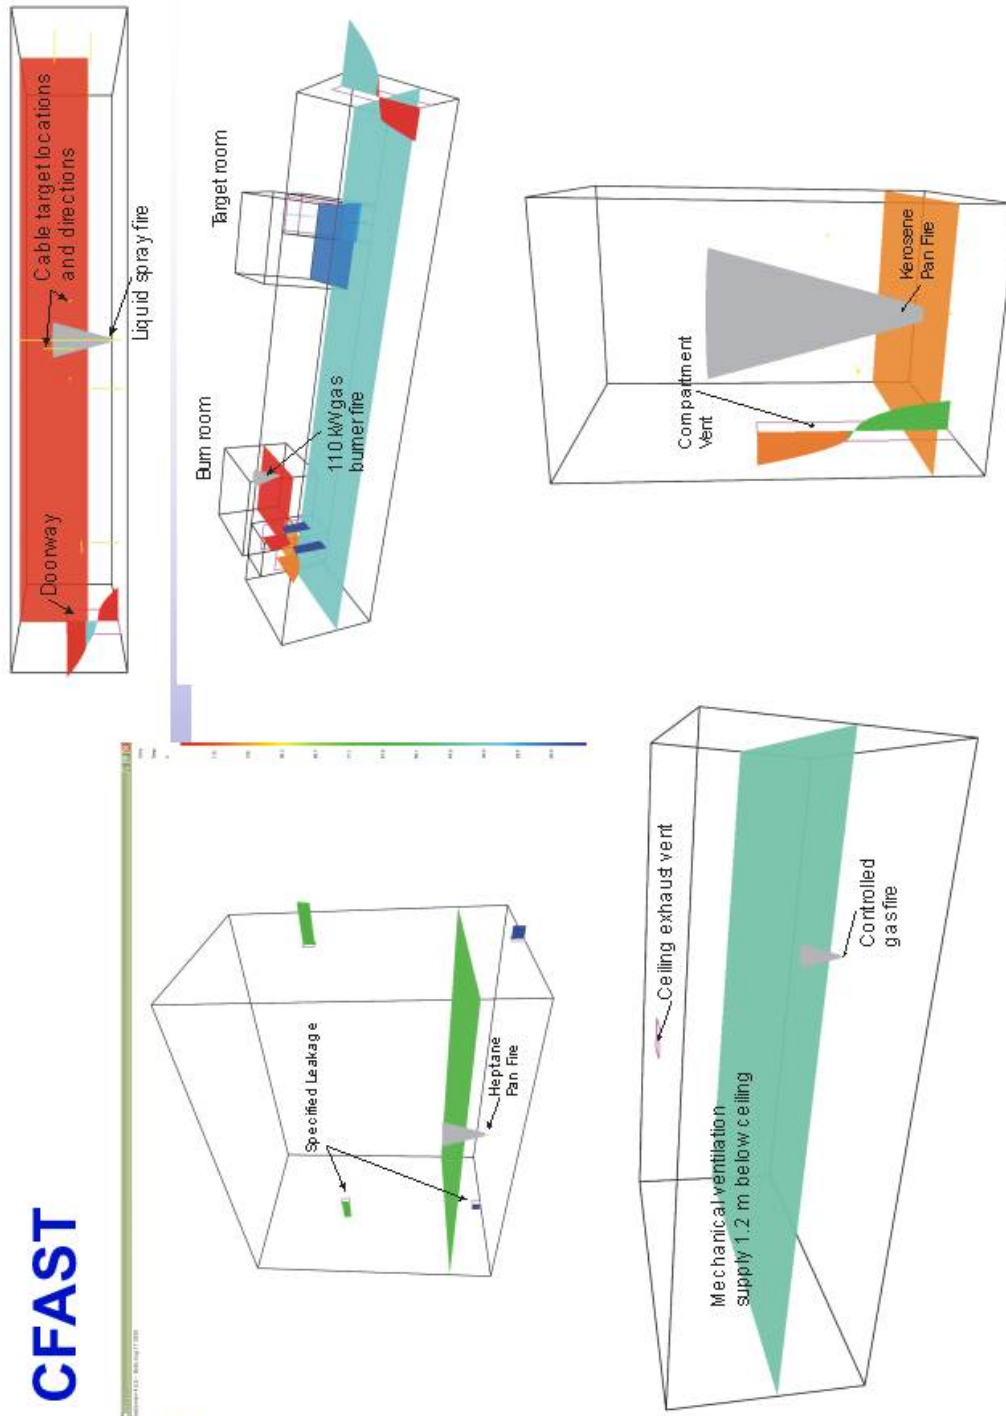 CFAST
Specified Leakage
Heptane
Pan Fire
Mechanical ventilation
supply 1.2 m below ceiling
Ceiling exhaust vent
Controlled
gas fire
Doorway
Cable target locations
and directions
Liquid spray fire
Burn room
Target room
110 kW gas
burner fire
Compartment
Vent
Kerosene
Pan Fire